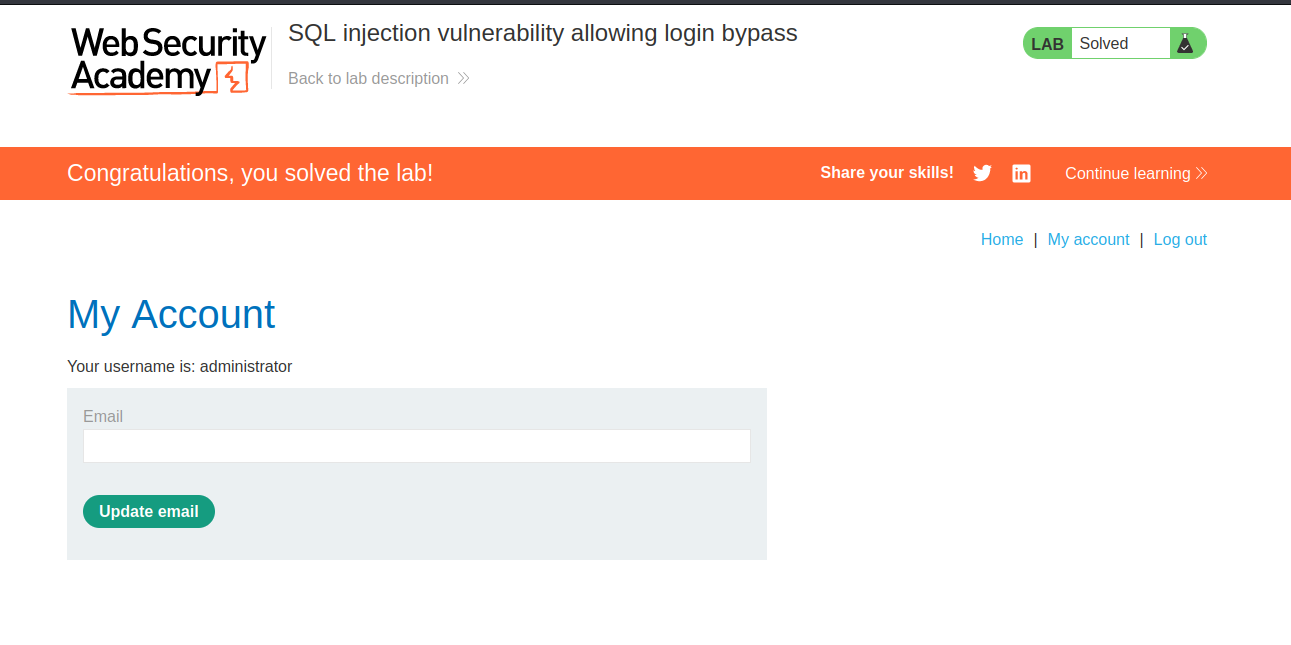 Web Security
Academy
SQL injection vulnerability allowing login bypass
Back to lab description
LAB Solved
Congratulations, you solved the lab!
Share your skills!
Continue learning
Home | My account | Log out
My Account
Your username is: administrator
Email
Update email